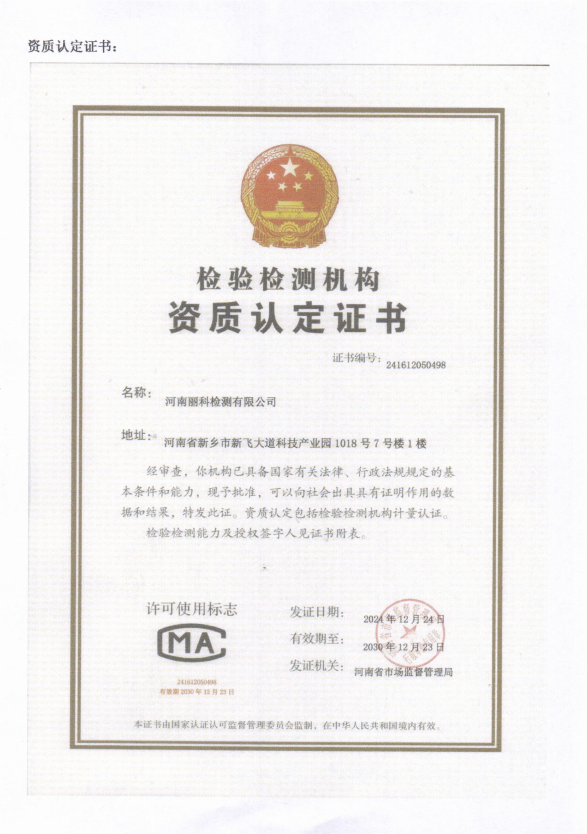 资质认定证书：
检验检测机构
资质认定证书
证书编号：241612050498
名称：河南丽科检测有限公司
地址：河南省新乡市新飞大道科技产业园 1018 号 7 号楼 1 楼
经审查，你机构已具备国家有关法律、行政法规规定的基
本条件和能力，现予批准，可以向社会出具具有证明作用的数
据和结果，特发此证。资质认定包括检验检测机构计量认证。
检验检测能力及授权签字人见证书附表。
许可使用标志
MA
241612050498
有效期 2030 年 12 月 23 日
发证日期：2024 年 12 月 24 日
有效期至：2030 年 12 月 23 日
发证机关：河南省市场监督管理局
本证书由国家认证认可监督管理委员会监制，在中华人民共和国境内有效。